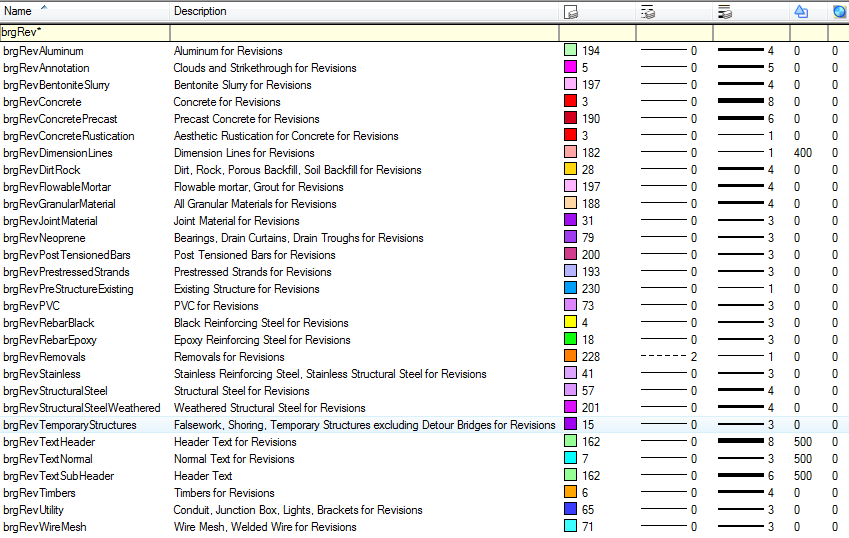 Name Description
brgRev*
brgRevAluminum Aluminum for Revisions 194 0 4 0 0
brgRevAnnotation Clouds and Strikethrough for Revisions 5 0 5 0 0
brgRevBentoniteSlurry Bentonite Slurry for Revisions 197 0 4 0 0
brgRevConcrete Concrete for Revisions 3 0 8 0 0
brgRevConcretePrecast Precast Concrete for Revisions 190 0 6 0 0
brgRevConcreteRustication Aesthetic Rustication for Concrete for Revisions 3 0 1 0 0
brgRevDimensionLines Dimension Lines for Revisions 182 0 1 400 0
brgRevDirtRock Dirt, Rock, Porous Backfill, Soil Backfill for Revisions 28 0 4 0 0
brgRevFlowableMortar Flowable mortar, Grout for Revisions 197 0 4 0 0
brgRevGranularMaterial All Granular Materials for Revisions 188 0 4 0 0
brgRevJointMaterial Joint Material for Revisions 31 0 3 0 0
brgRevNeoprene Bearings, Drain Curtains, Drain Troughs for Revisions 79 0 3 0 0
brgRevPostTensionedBars Post Tensioned Bars for Revisions 200 0 3 0 0
brgRevPrestressedStrands Prestressed Strands for Revisions 193 0 3 0 0
brgRevPreStructureExisting Existing Structure for Revisions 230 0 1 0 0
brgRevPVC PVC for Revisions 73 0 3 0 0
brgRevRebarBlack Black Reinforcing Steel for Revisions 4 0 3 0 0
brgRevRebarEpoxy Epoxy Reinforcing Steel for Revisions 18 0 3 0 0
brgRevRemovals Removals for Revisions 228 2 1 0 0
brgRevStainless Stainless Reinforcing Steel, Stainless Structural Steel for Revisions 41 0 3 0 0
brgRevStructuralSteel Structural Steel for Revisions 57 0 4 0 0
brgRevStructuralSteelWeathered Weathered Structural Steel for Revisions 201 0 4 0 0
brgRevTemporaryStructures Falsework, Shoring, Temporary Structures excluding Detour Bridges for Revisions 15 0 3 0 0
brgRevTextHeader Header Text for Revisions 162 0 8 500 0
brgRevTextNormal Normal Text for Revisions 7 0 3 500 0
brgRevTextSubHeader Header Text 162 0 6 500 0
brgRevTimbers Timbers for Revisions 6 0 4 0 0
brgRevUtility Conduit, Junction Box, Lights, Brackets for Revisions 65 0 3 0 0
brgRevWireMesh Wire Mesh, Welded Wire for Revisions 71 0 3 0 0